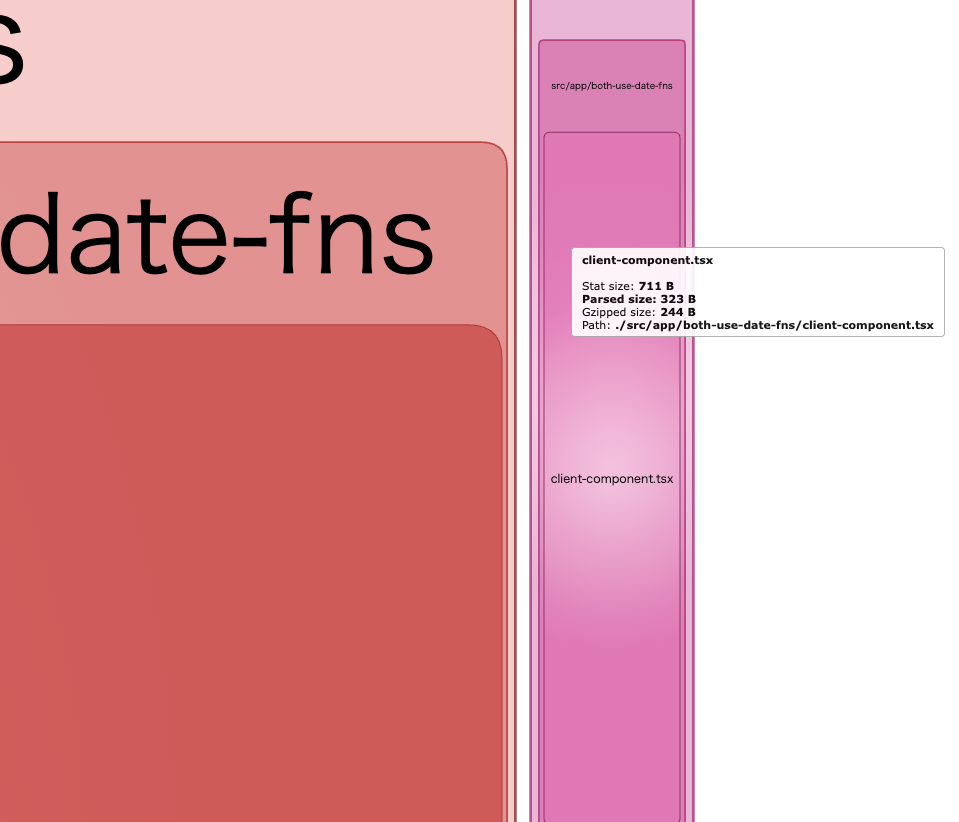 s
date-fns
src/app/both-use-date-fns
client-component.tsx
Stat size: 711 B
Parsed size: 323 B
Gzipped size: 244 B
Path: ./src/app/both-use-date-fns/client-component.tsx
client-component.tsx